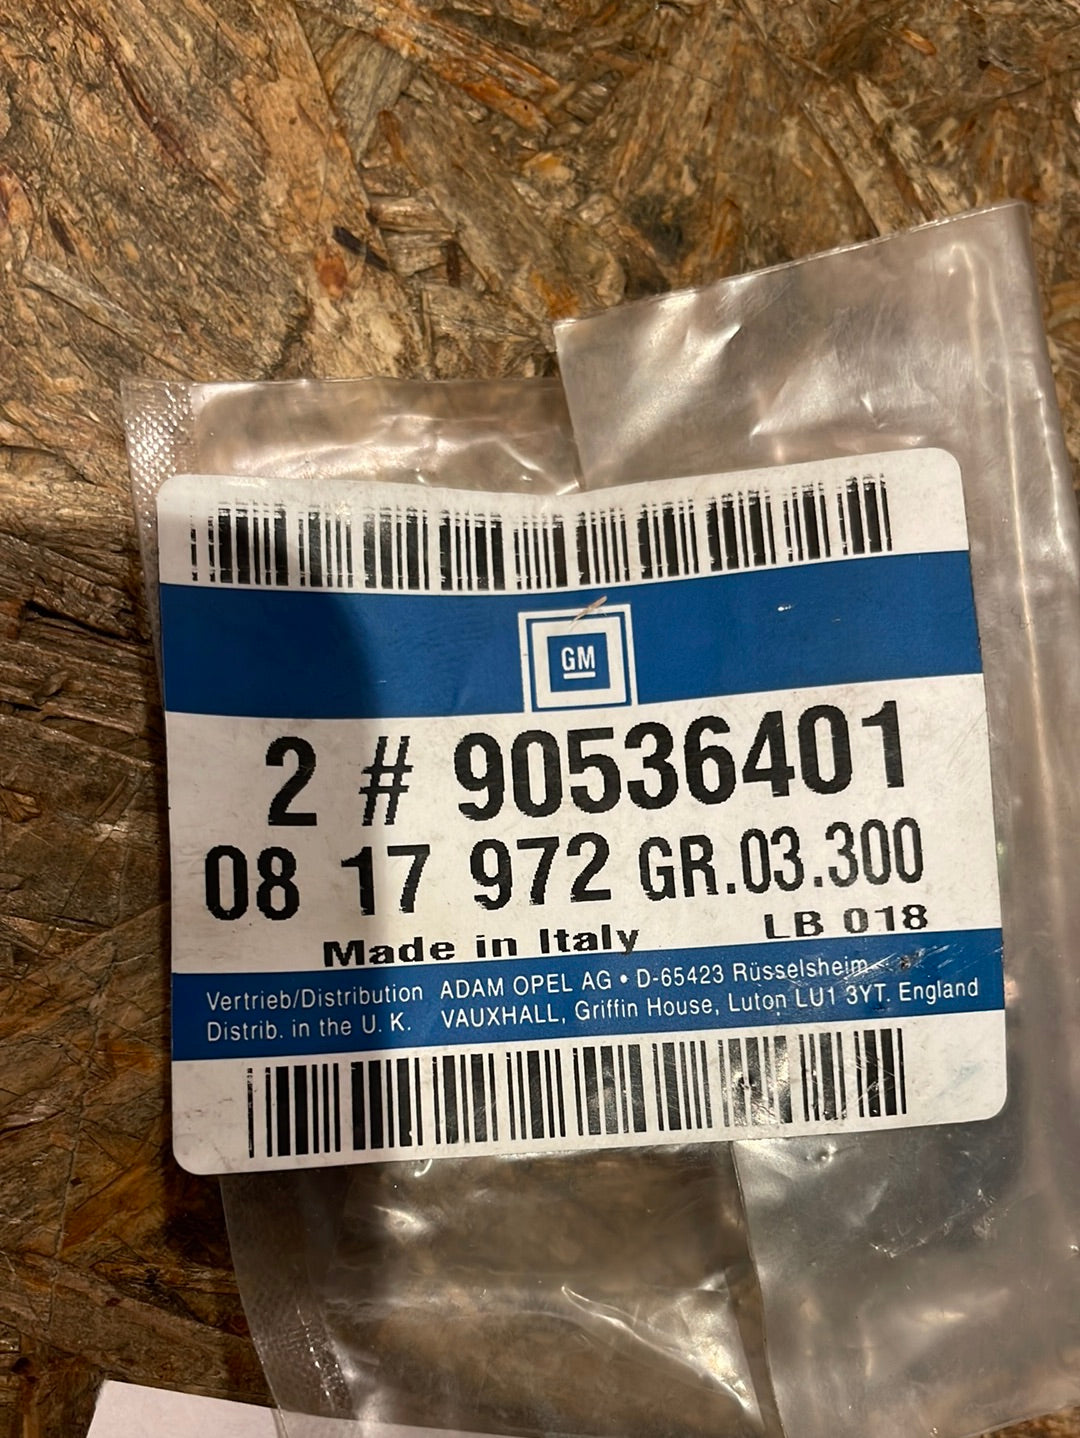 GM
2 # 90536401
08 17 972 GR.03.300
LB 018
Made in Italy
Vertrieb/Distribution ADAM OPEL AG • D-65423 Rüsselsheim
Distrib. in the U. K. VAUXHALL, Griffin House, Luton LU1 3YT. England